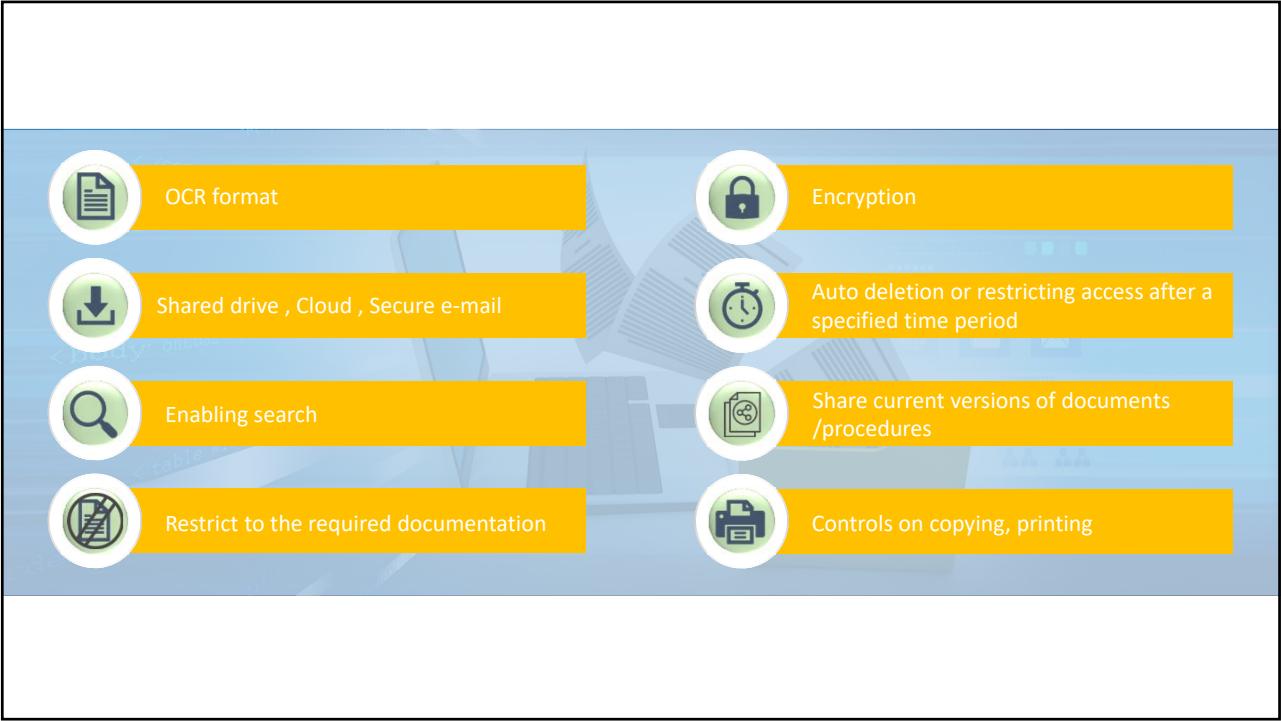 OCR format
Shared drive , Cloud , Secure e-mail
Enabling search
Restrict to the required documentation
Encryption
Auto deletion or restricting access after a
specified time period
Share current versions of documents
/procedures
Controls on copying, printing